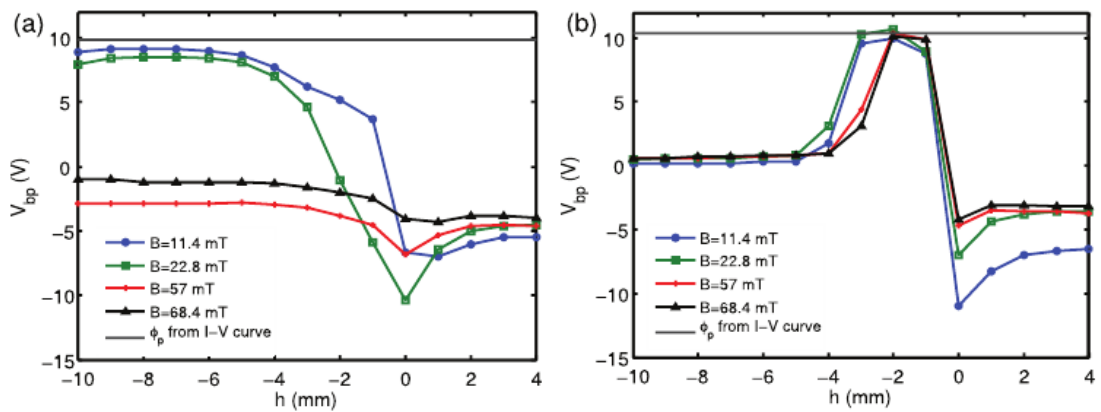 (a)
10
5
0
−5
−10
−15
V_bp (V)
B=11.4 mT
B=22.8 mT
B=57 mT
B=68.4 mT
ϕ_p from I−V curve
−10 −8 −6 −4 −2 0 2 4
h (mm)
(b)
10
5
0
−5
−10
−15
V_bp (V)
B=11.4 mT
B=22.8 mT
B=57 mT
B=68.4 mT
ϕ_p from I−V curve
−10 −8 −6 −4 −2 0 2 4
h (mm)